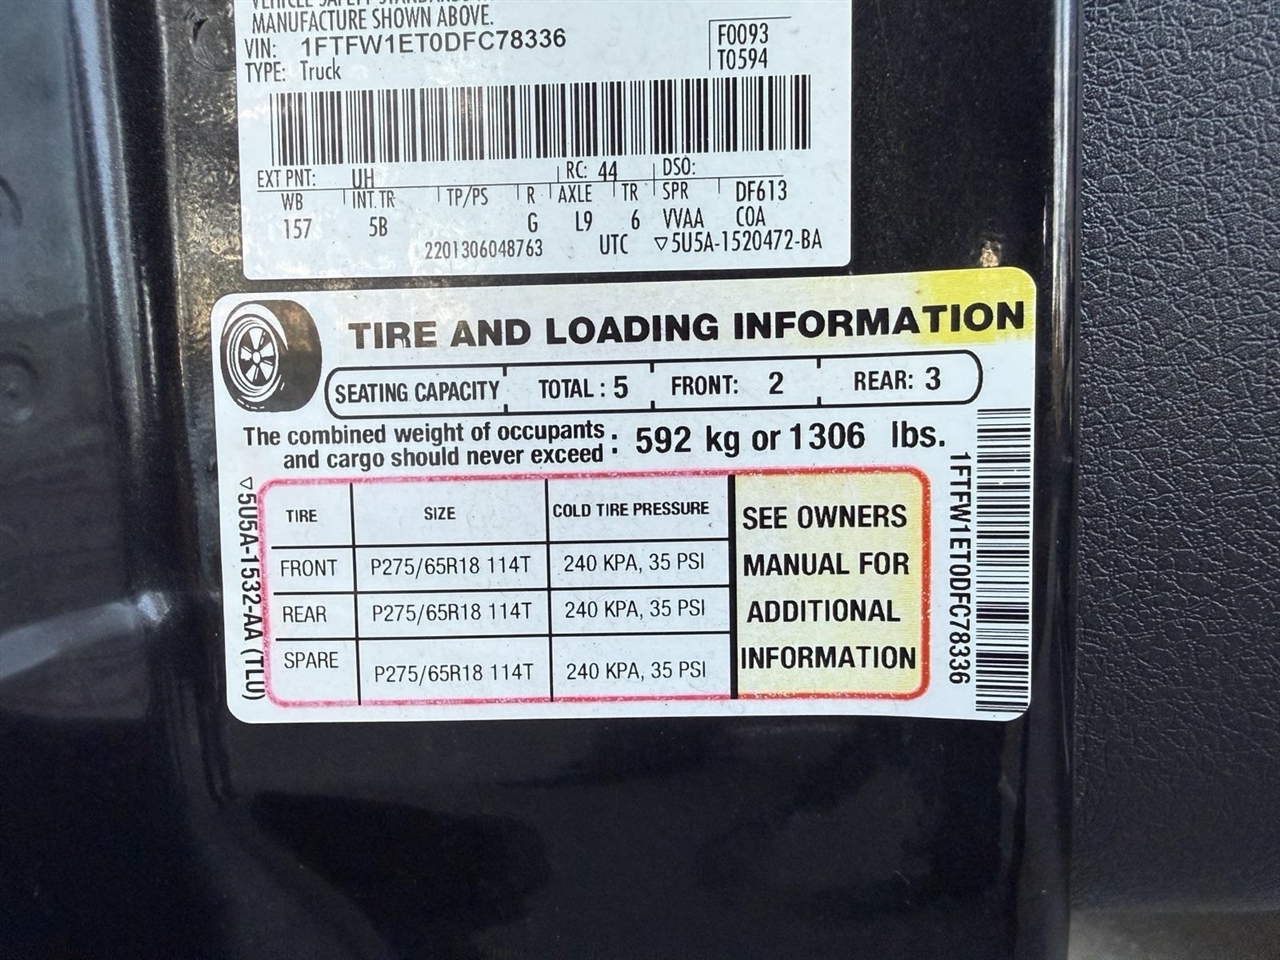 VEHICLE SAFETY STANDARDS
MANUFACTURE SHOWN ABOVE.
VIN: 1FTFW1ET0DFC78336
TYPE: Truck
F0093
T0594
EXT PNT: UH RC: 44 DSO:
WB INT.TR TP/PS R AXLE TR SPR DF613
157 5B G L9 6 VVAA COA
2201306048763 UTC ▽5U5A-1520472-BA
TIRE AND LOADING INFORMATION
SEATING CAPACITY TOTAL : 5 FRONT: 2 REAR: 3
The combined weight of occupants
and cargo should never exceed : 592 kg or 1306 lbs.
TIRE SIZE COLD TIRE PRESSURE
FRONT P275/65R18 114T 240 KPA, 35 PSI
REAR P275/65R18 114T 240 KPA, 35 PSI
SPARE P275/65R18 114T 240 KPA, 35 PSI
SEE OWNERS
MANUAL FOR
ADDITIONAL
INFORMATION
▽5U5A-1532-AA (TLU)
1FTFW1ET0DFC78336